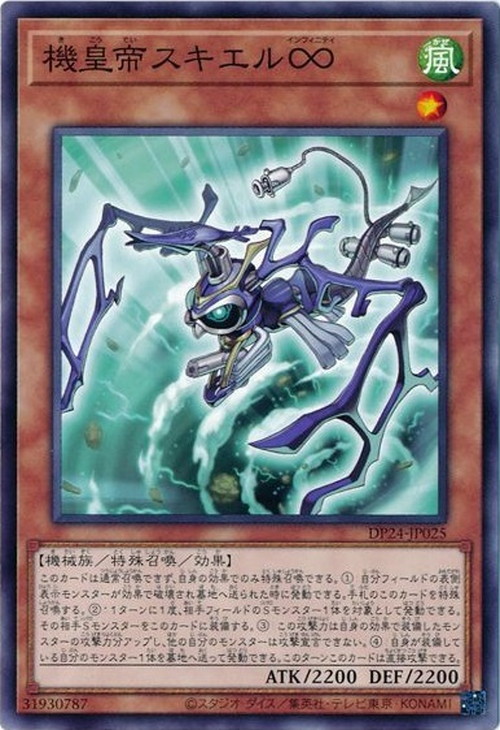 機皇帝スキエル∞
き こう てい インフィニティ
風
DP24-JP025
【機械族／特殊召喚／効果】
このカードは通常召喚できず、自身の効果でのみ特殊召喚できる。① 自分フィールドの表側
表示モンスターが効果で破壊され墓地へ送られた時に発動できる。手札のこのカードを特殊
召喚する。②：1ターンに1度、相手フィールドのSモンスター1体を対象として発動できる。
その相手Sモンスターをこのカードに装備する。③ この攻撃力は自身の効果で装備したモン
スターの攻撃力分アップし、他の自分のモンスターは攻撃宣言できない。④ 自身が装備して
いる自分のモンスター1体を墓地へ送って発動できる。このターンこのカードは直接攻撃できる。
ATK/2200 DEF/2200
31930787 ©スタジオ・ダイス／集英社・テレビ東京・KONAMI